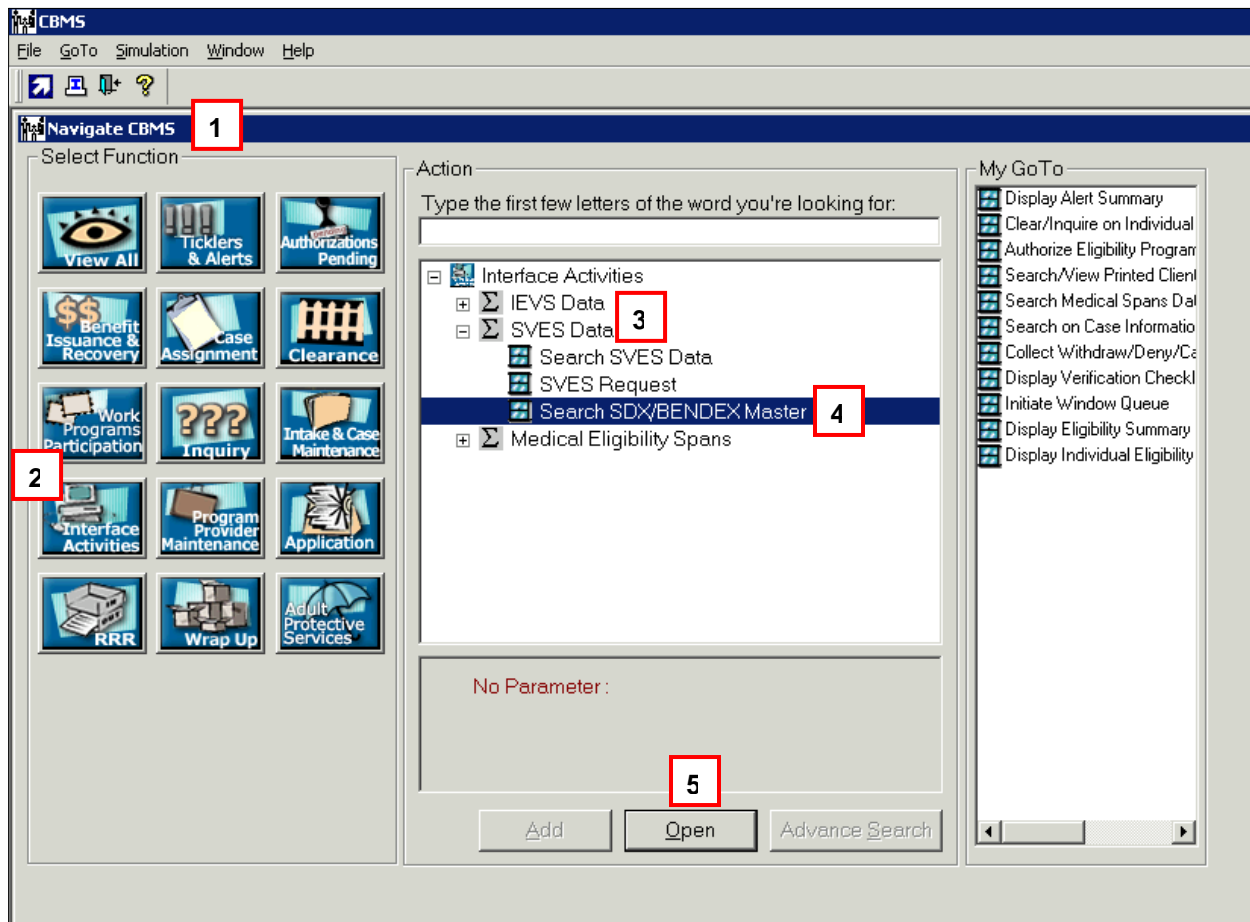 CBMS
File GoTo Simulation Window Help
Navigate CBMS
1
Select Function
View All
Ticklers
& Alerts
pending
Authorizations
Pending
Benefit
Issuance &
Recovery
Case
Assignment
Clearance
Work
Programs
Participation
???
Inquiry
Intake & Case
Maintenance
2
Interface
Activities
Program
Provider
Maintenance
Application
RRR
Wrap Up
Adult
Protective
Services
Action
Type the first few letters of the word you're looking for:
Interface Activities
IEVS Data
3
SVES Data
Search SVES Data
SVES Request
Search SDX/BENDEX Master
4
Medical Eligibility Spans
No Parameter :
5
Add
Open
Advance Search
My GoTo
Display Alert Summary
Clear/Inquire on Individual
Authorize Eligibility Program
Search/View Printed Client
Search Medical Spans Dat
Search on Case Informatio
Collect Withdraw/Deny/Ca
Display Verification Checkl
Initiate Window Queue
Display Eligibility Summary
Display Individual Eligibility